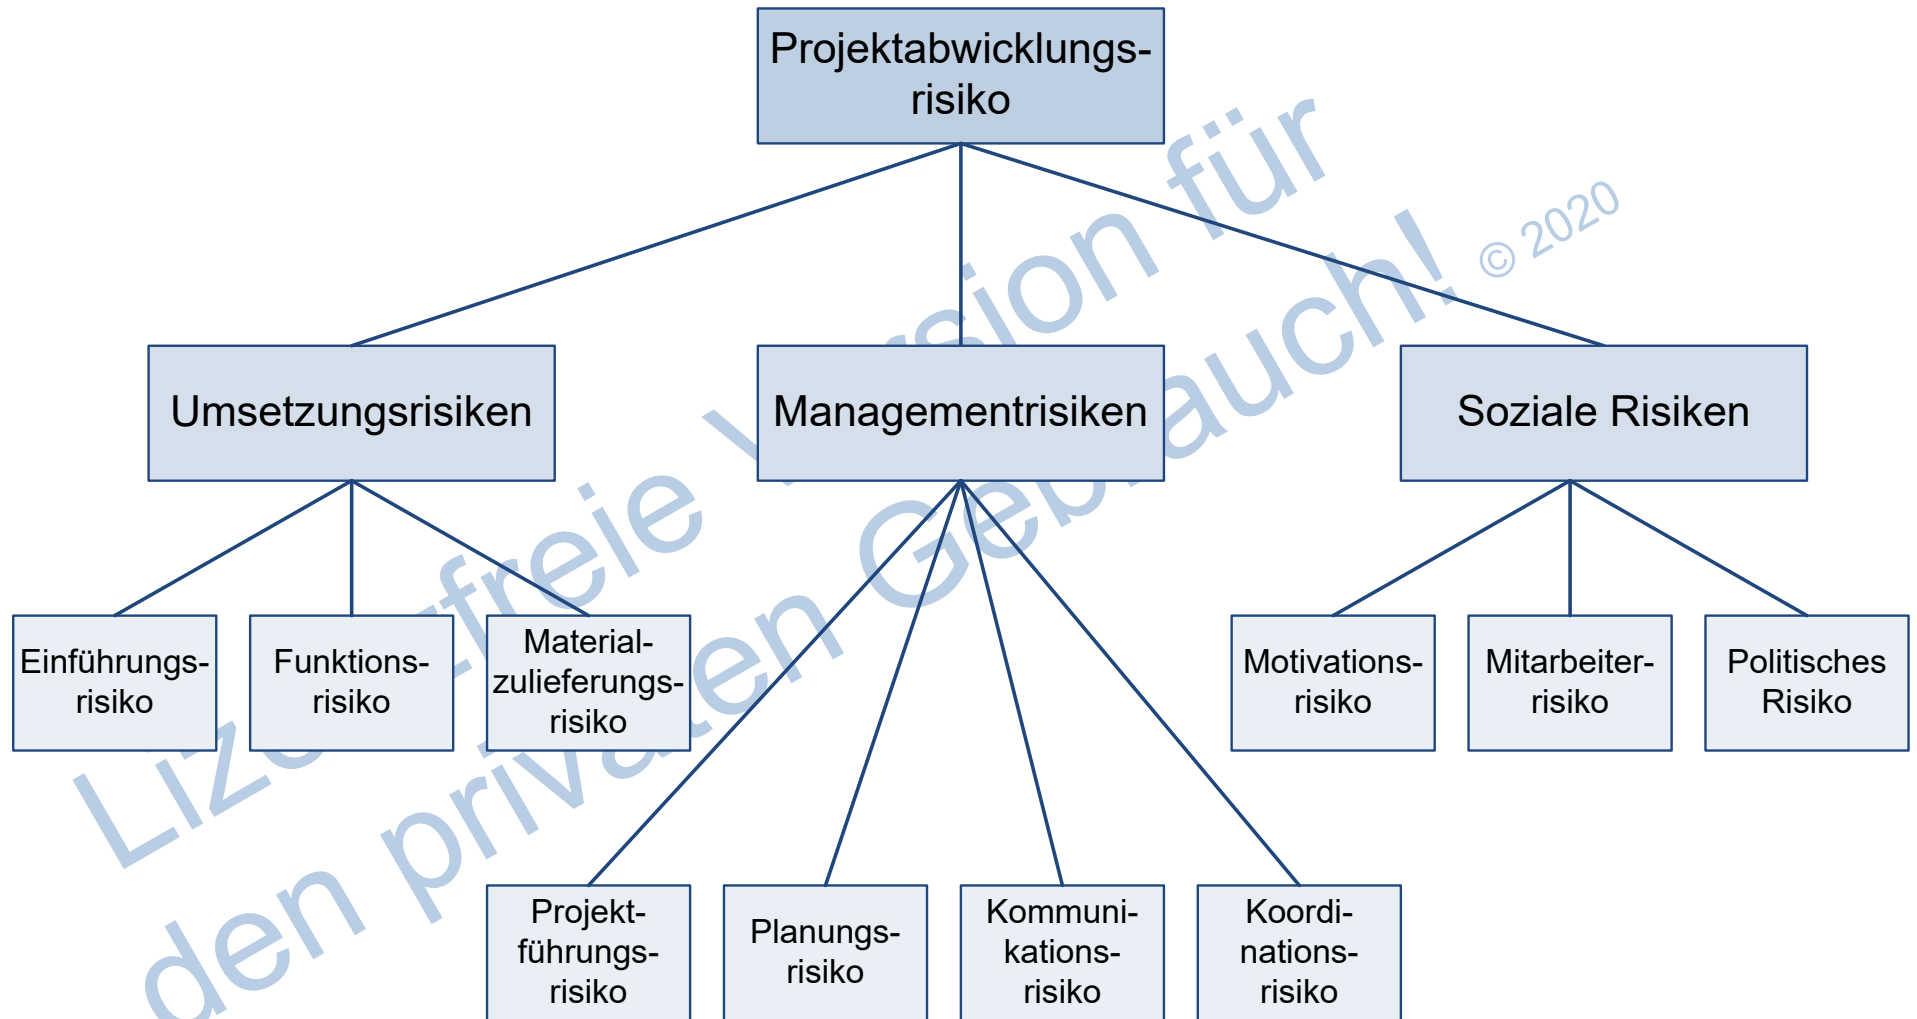 Projektabwicklungs-
risiko
Umsetzungsrisiken
Managementrisiken
Soziale Risiken
Einführungs-
risiko
Funktions-
risiko
Material-
zulieferungs-
risiko
Motivations-
risiko
Mitarbeiter-
risiko
Politisches
Risiko
Projekt-
führungs-
risiko
Planungs-
risiko
Kommuni-
kations-
risiko
Koordi-
nations-
risiko
Lizenzfreie Version für
den privaten Gebrauch! © 2020